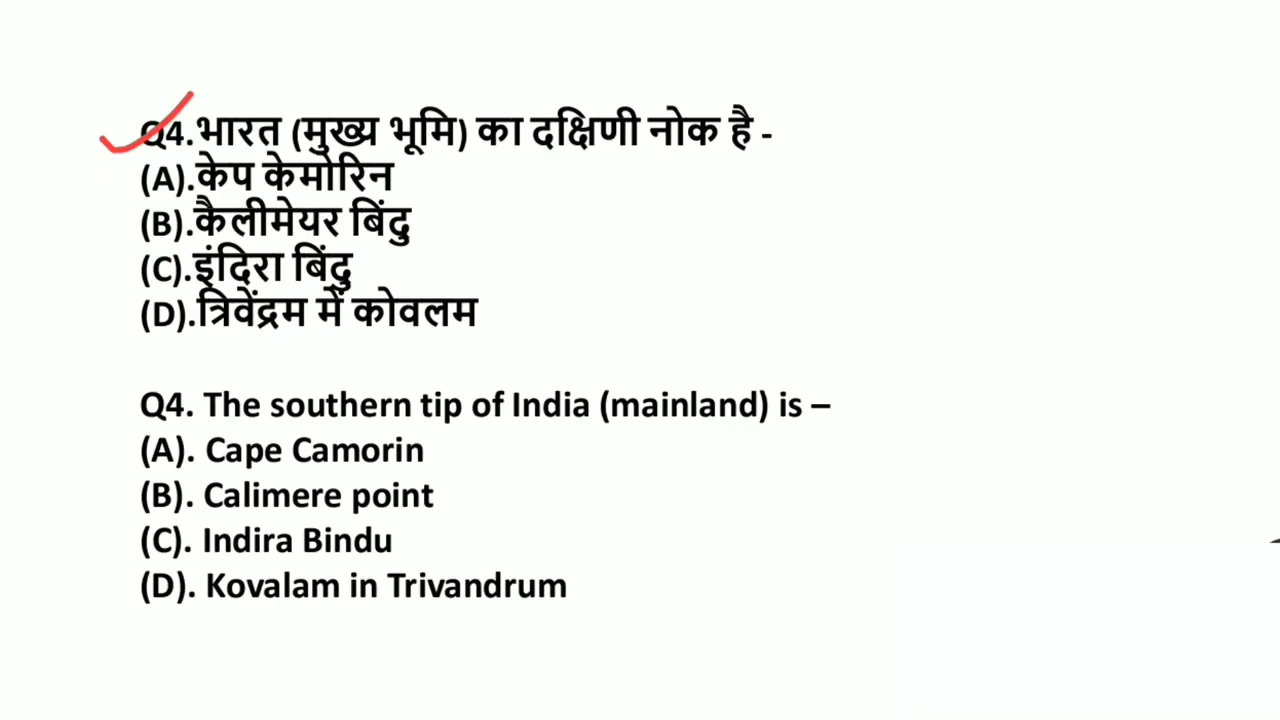 Q4.भारत (मुख्य भूमि) का दक्षिणी नोक है -
(A).केप केमोरिन
(B).कैलीमेयर बिंदु
(C).इंदिरा बिंदु
(D).त्रिवेंद्रम में कोवलम
Q4. The southern tip of India (mainland) is –
(A). Cape Camorin
(B). Calimere point
(C). Indira Bindu
(D). Kovalam in Trivandrum